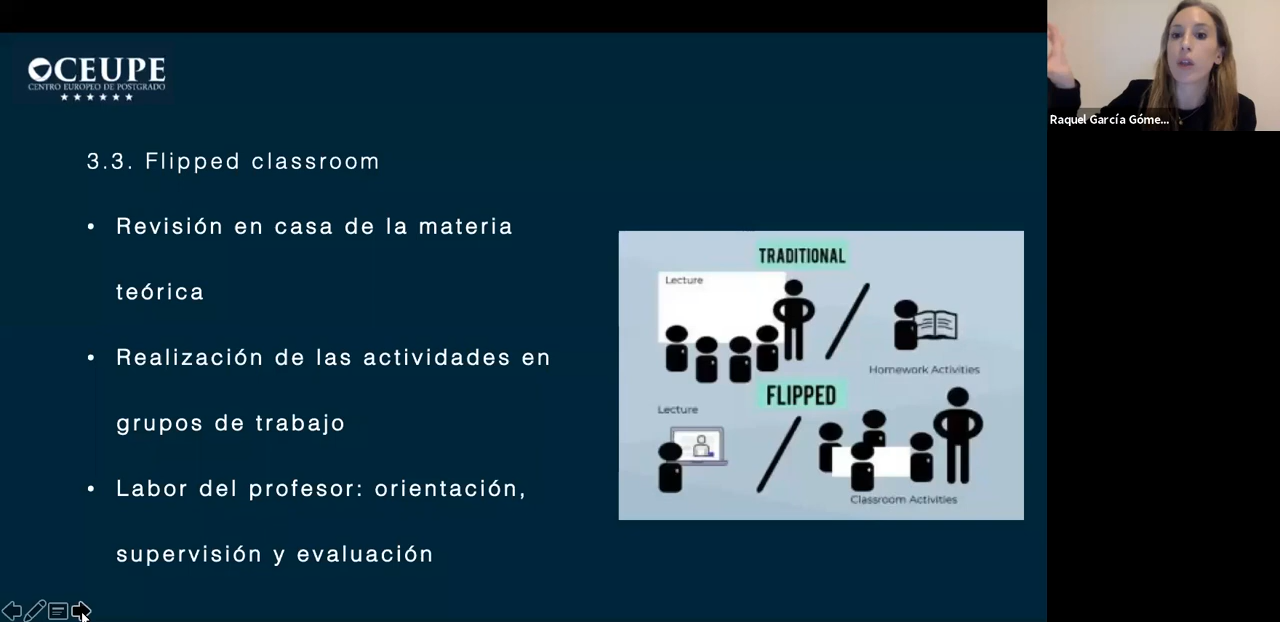 CEUPE
CENTRO EUROPEO DE POSTGRADO
Raquel García Góme...
3.3. Flipped classroom
• Revisión en casa de la materia
teórica
• Realización de las actividades en
grupos de trabajo
• Labor del profesor: orientación,
supervisión y evaluación
TRADITIONAL
Lecture
Homework Activities
FLIPPED
Lecture
Classroom Activities